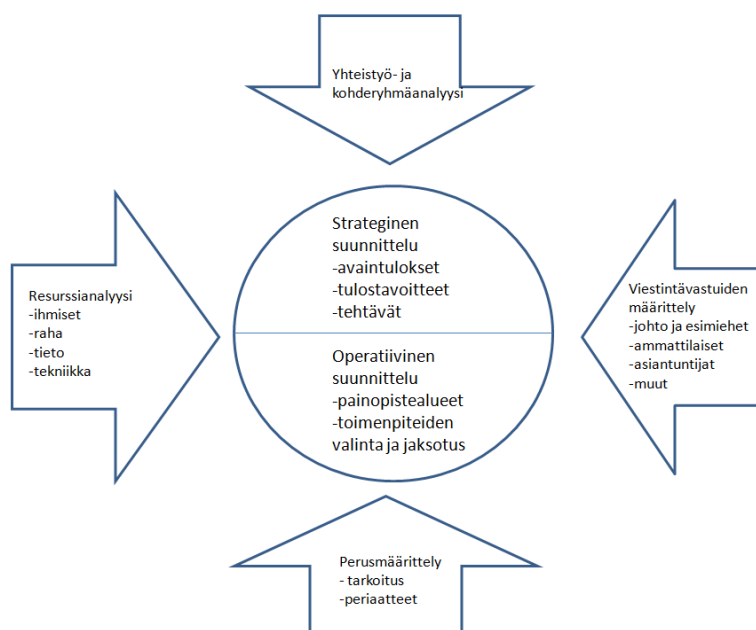 Yhteistyö- ja
kohderyhmäanalyysi
Strateginen
suunnittelu
-avaintulokset
-tulostavoitteet
-tehtävät
Operatiivinen
suunnittelu
-painopistealueet
-toimenpiteiden
valinta ja jaksotus
Resurssianalyysi
-ihmiset
-raha
-tieto
-tekniikka
Viestintävastuiden
määrittely
-johto ja esimiehet
-ammattilaiset
-asiantuntijat
-muut
Perusmäärittely
- tarkoitus
-periaatteet